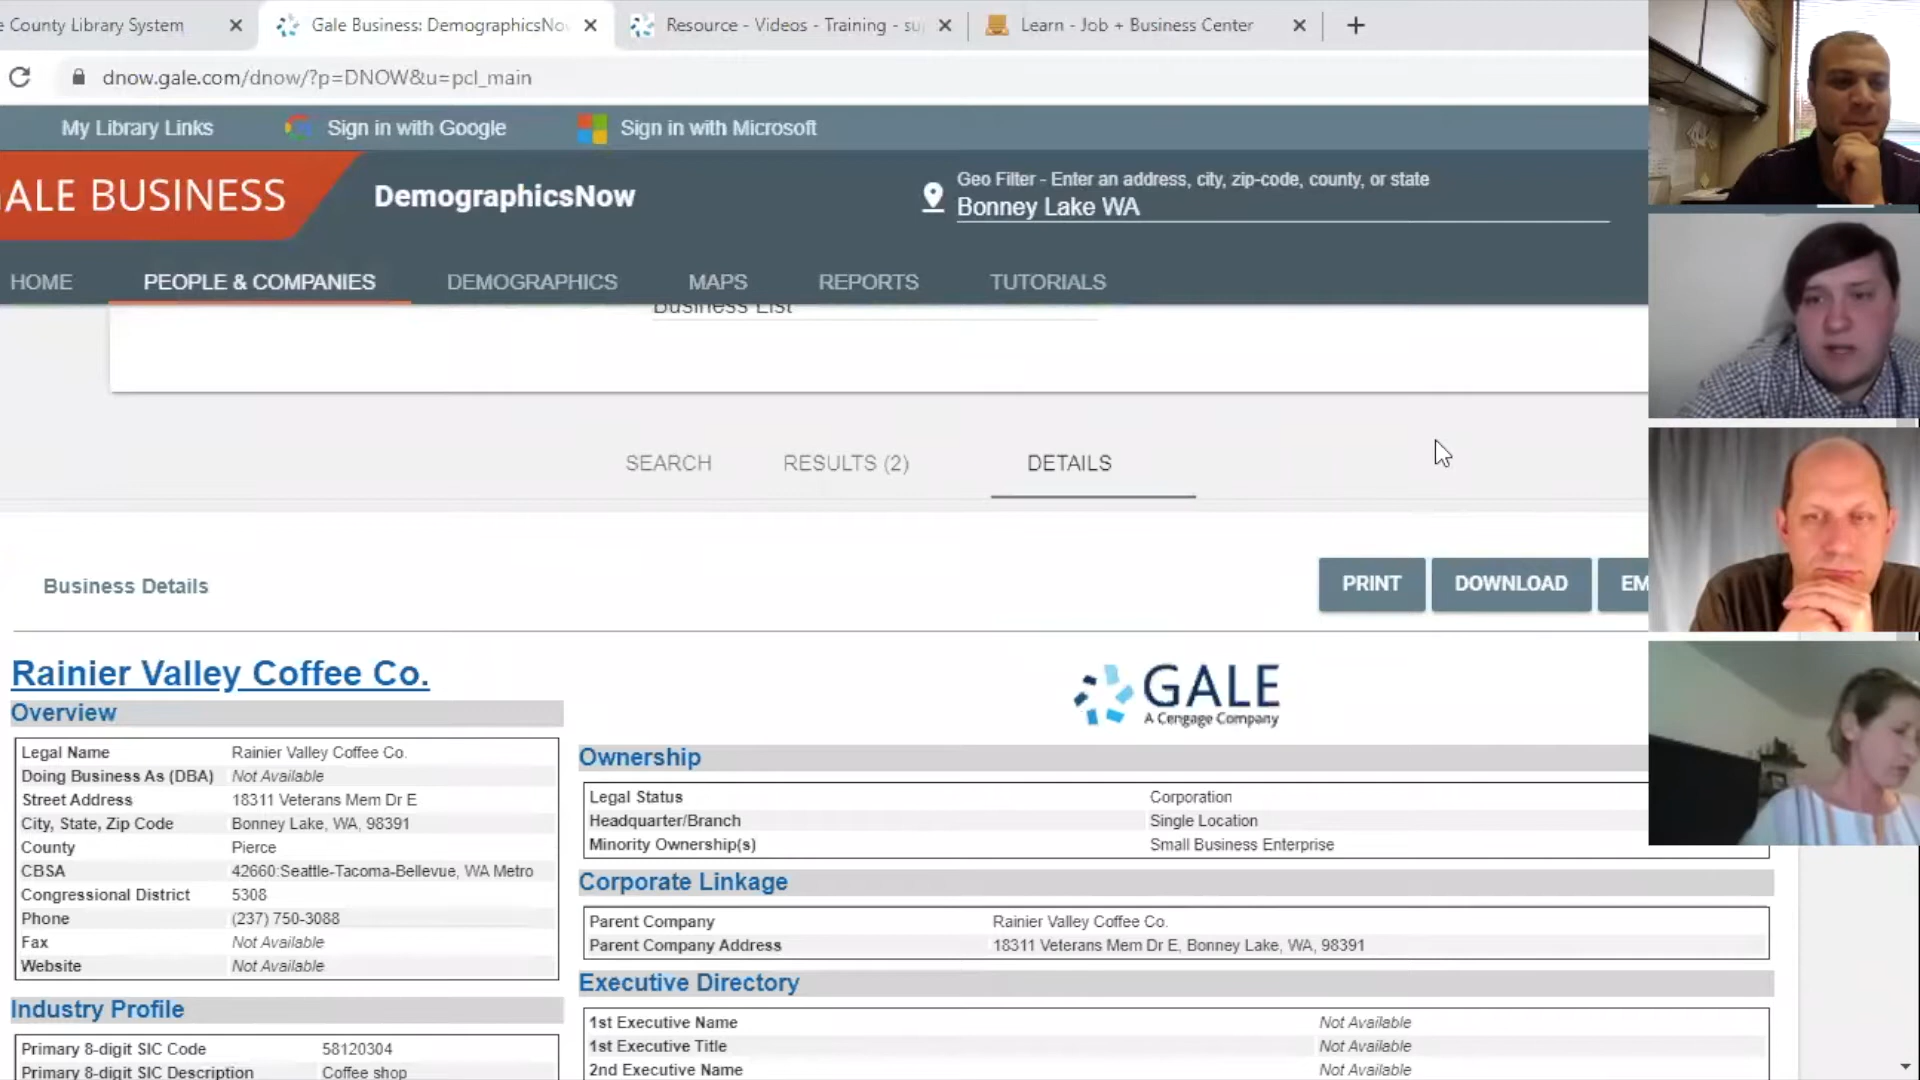 e County Library System
Gale Business: DemographicsNo
Resource - Videos - Training - su
Learn - Job + Business Center
dnow.gale.com/dnow/?p=DNOW&u=pcl_main
My Library Links
Sign in with Google
Sign in with Microsoft
ALE BUSINESS
DemographicsNow
Geo Filter - Enter an address, city, zip-code, county, or state
Bonney Lake WA
HOME
PEOPLE & COMPANIES
DEMOGRAPHICS
MAPS
REPORTS
TUTORIALS
Business List
SEARCH
RESULTS (2)
DETAILS
Business Details
PRINT
DOWNLOAD
EM
Rainier Valley Coffee Co.
GALE
A Cengage Company
Overview
Legal Name Rainier Valley Coffee Co.
Doing Business As (DBA) Not Available
Street Address 18311 Veterans Mem Dr E
City, State, Zip Code Bonney Lake, WA, 98391
County Pierce
CBSA 42660:Seattle-Tacoma-Bellevue, WA Metro
Congressional District 5308
Phone (237) 750-3088
Fax Not Available
Website Not Available
Industry Profile
Primary 8-digit SIC Code 58120304
Primary 8-digit SIC Description Coffee shop
Ownership
Legal Status Corporation
Headquarter/Branch Single Location
Minority Ownership(s) Small Business Enterprise
Corporate Linkage
Parent Company Rainier Valley Coffee Co.
Parent Company Address 18311 Veterans Mem Dr E, Bonney Lake, WA, 98391
Executive Directory
1st Executive Name Not Available
1st Executive Title Not Available
2nd Executive Name Not Available